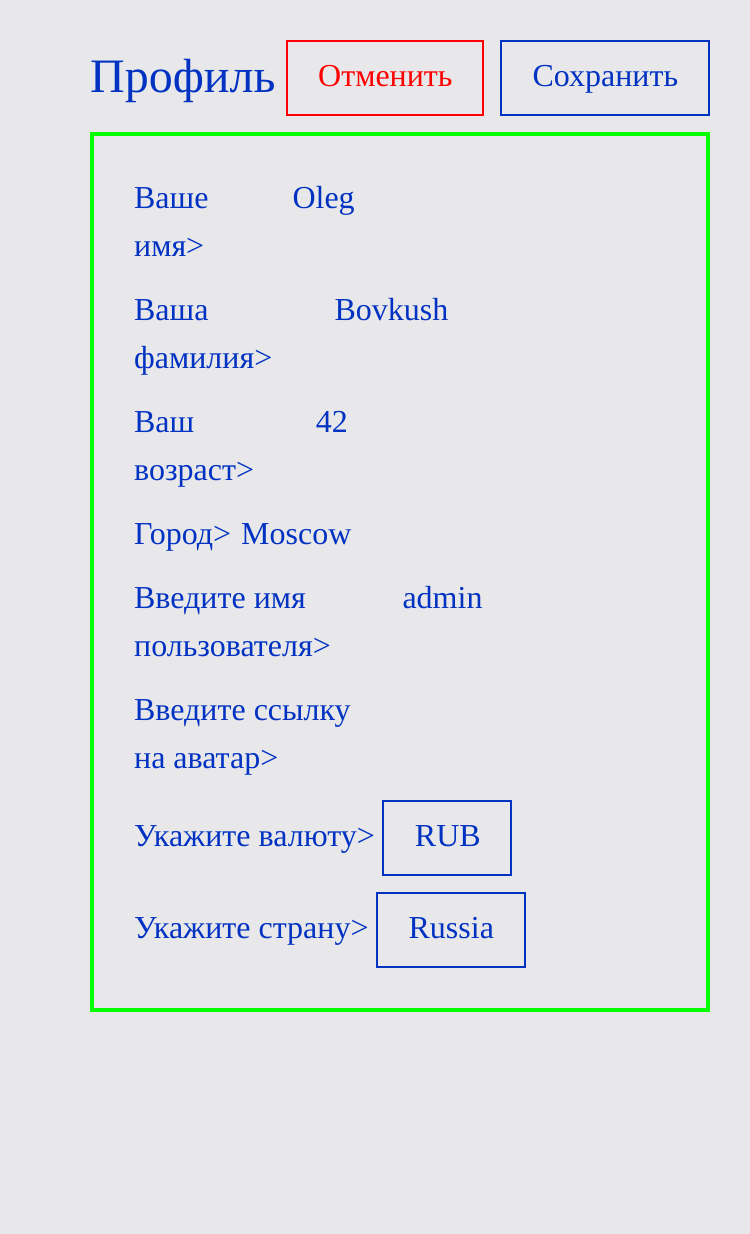 Профиль Отменить Сохранить
Ваше Oleg
имя>
Ваша Bovkush
фамилия>
Ваш 42
возраст>
Город> Moscow
Введите имя admin
пользователя>
Введите ссылку
на аватар>
Укажите валюту> RUB
Укажите страну> Russia